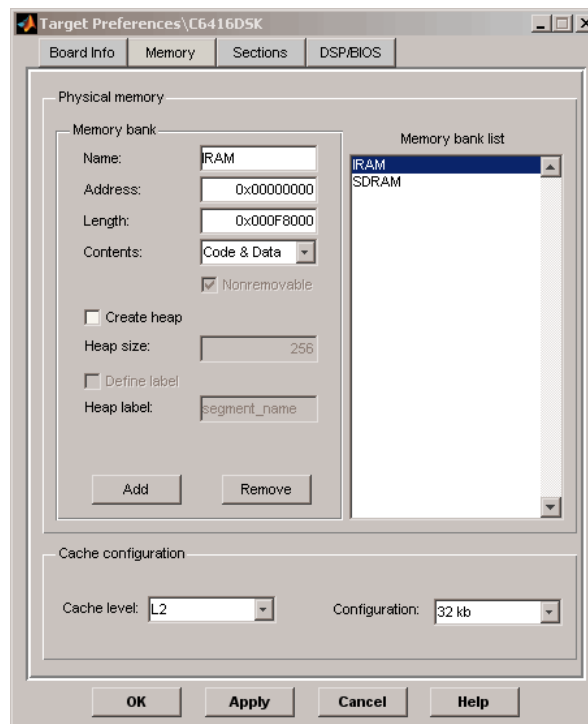 Target Preferences\C6416DSK
Board Info Memory Sections DSP/BIOS
Physical memory
Memory bank
Memory bank list
Name: IRAM
IRAM
SDRAM
Address: 0x00000000
Length: 0x000F8000
Contents: Code & Data
Nonremovable
Create heap
Heap size: 256
Define label
Heap label: segment_name
Add Remove
Cache configuration
Cache level: L2 Configuration: 32 kb
OK Apply Cancel Help